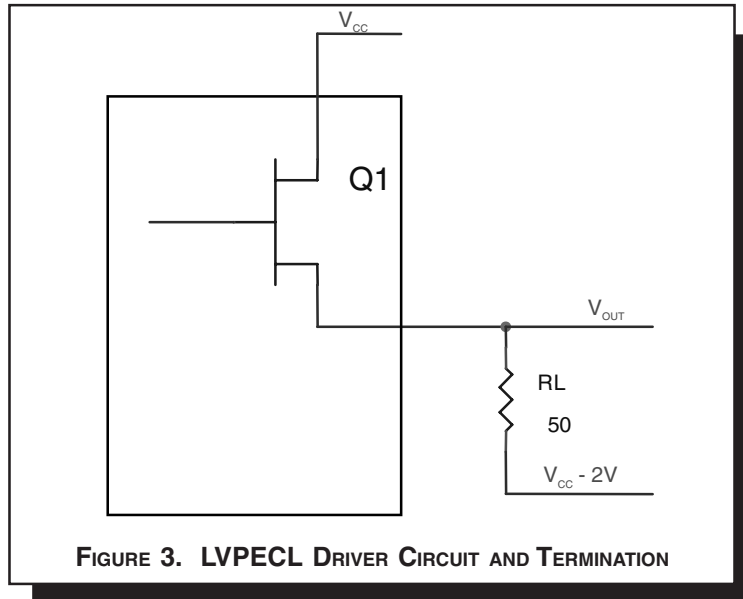 VCC
Q1
VOUT
RL
50
VCC - 2V
FIGURE 3. LVPECL DRIVER CIRCUIT AND TERMINATION